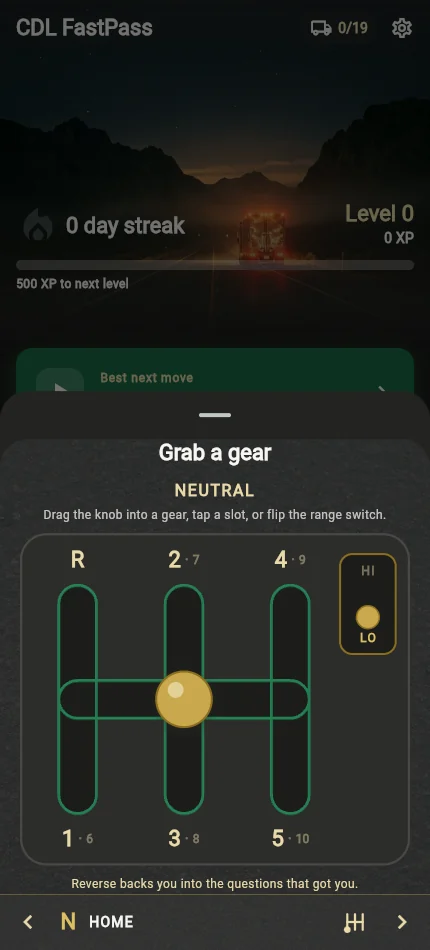 CDL FastPass
0/19
0 day streak
Level 0
0 XP
500 XP to next level
Best next move
Grab a gear
NEUTRAL
Drag the knob into a gear, tap a slot, or flip the range switch.
R
2 · 7
4 · 9
HI
LO
1 · 6
3 · 8
5 · 10
Reverse backs you into the questions that got you.
N HOME